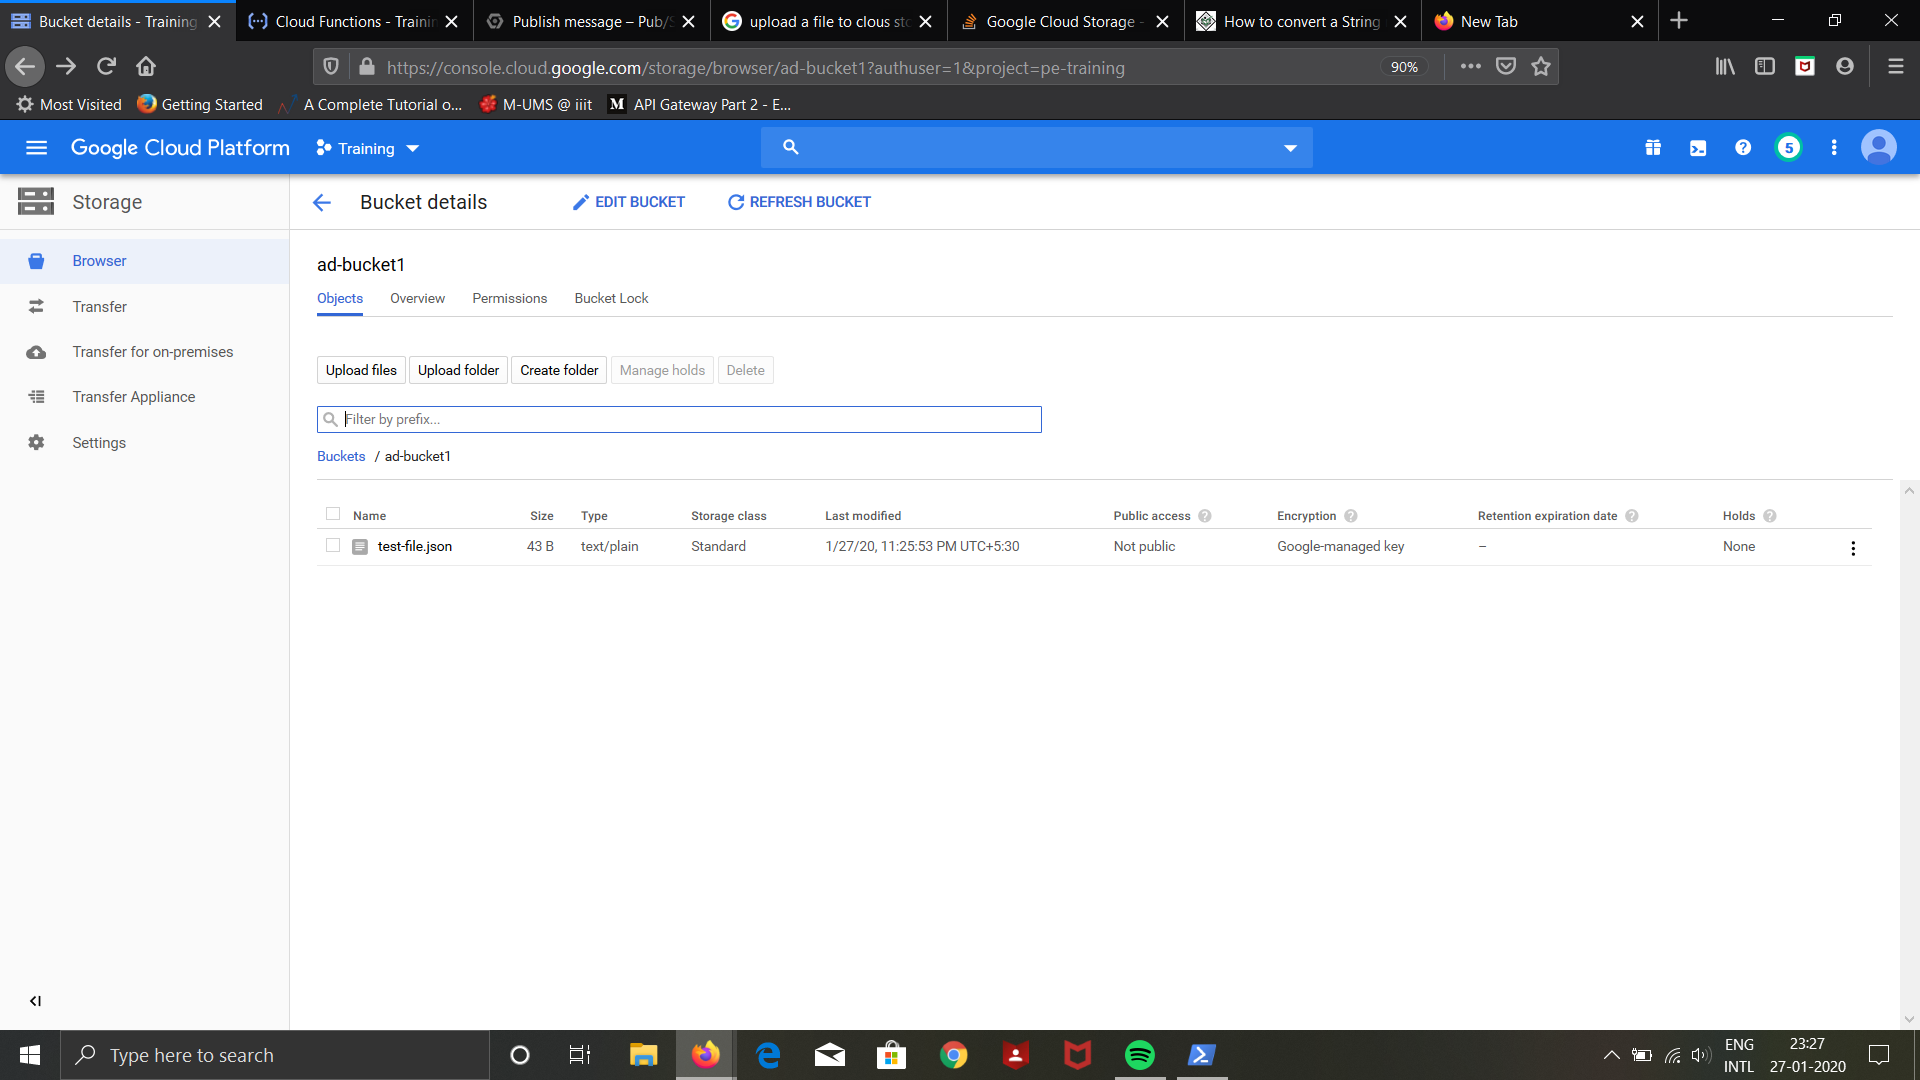 Bucket details - Training
Cloud Functions - Trainin
Publish message – Pub/S
upload a file to clous sto
Google Cloud Storage -
How to convert a String
New Tab
https://console.cloud.google.com/storage/browser/ad-bucket1?authuser=1&project=pe-training
90%
Most Visited
Getting Started
A Complete Tutorial o...
M-UMS @ iiit
M
API Gateway Part 2 - E...
Google Cloud Platform
Training
5
Storage
Bucket details
EDIT BUCKET
REFRESH BUCKET
Browser
Transfer
Transfer for on-premises
Transfer Appliance
Settings
ad-bucket1
Objects
Overview
Permissions
Bucket Lock
Upload files
Upload folder
Create folder
Manage holds
Delete
Filter by prefix...
Buckets / ad-bucket1
Name Size Type Storage class Last modified Public access Encryption Retention expiration date Holds
test-file.json 43 B text/plain Standard 1/27/20, 11:25:53 PM UTC+5:30 Not public Google-managed key – None
Type here to search
ENG
INTL
23:27
27-01-2020